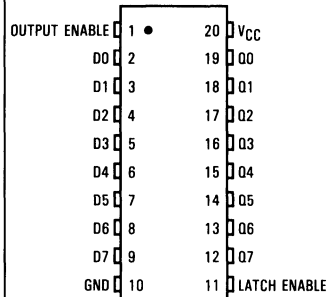 OUTPUT ENABLE 1 20 VCC
D0 2 19 Q0
D1 3 18 Q1
D2 4 17 Q2
D3 5 16 Q3
D4 6 15 Q4
D5 7 14 Q5
D6 8 13 Q6
D7 9 12 Q7
GND 10 11 LATCH ENABLE